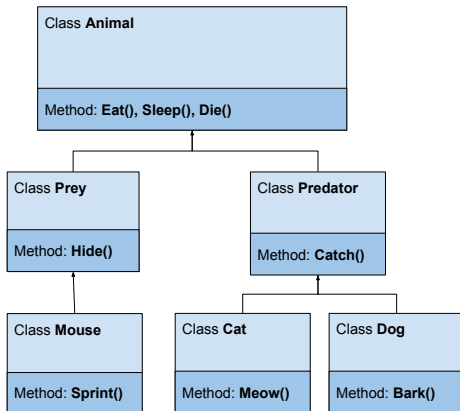 Class Animal
Method: Eat(), Sleep(), Die()
Class Prey
Method: Hide()
Class Predator
Method: Catch()
Class Mouse
Method: Sprint()
Class Cat
Method: Meow()
Class Dog
Method: Bark()